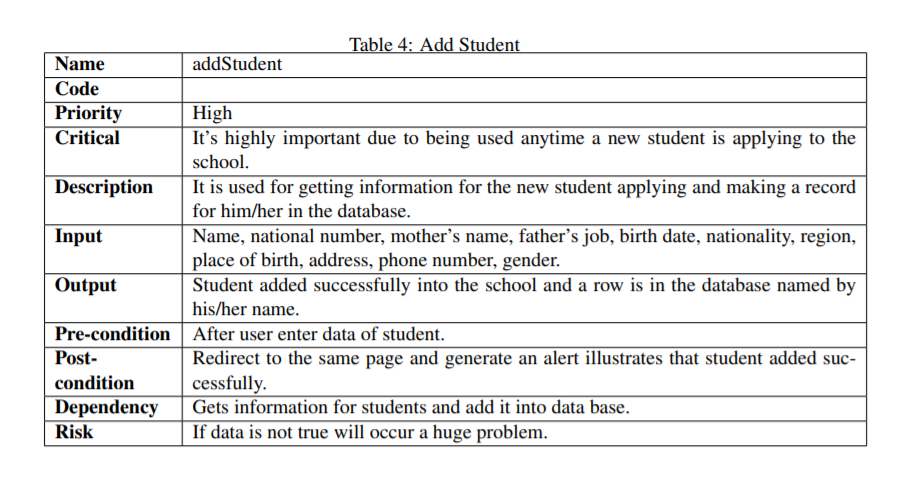 Table 4: Add Student
Name addStudent
Code
Priority High
Critical It's highly important due to being used anytime a new student is applying to the
school.
Description It is used for getting information for the new student applying and making a record
for him/her in the database.
Input Name, national number, mother's name, father's job, birth date, nationality, region,
place of birth, address, phone number, gender.
Output Student added successfully into the school and a row is in the database named by
his/her name.
Pre-condition After user enter data of student.
Post- Redirect to the same page and generate an alert illustrates that student added suc-
condition cessfully.
Dependency Gets information for students and add it into data base.
Risk If data is not true will occur a huge problem.